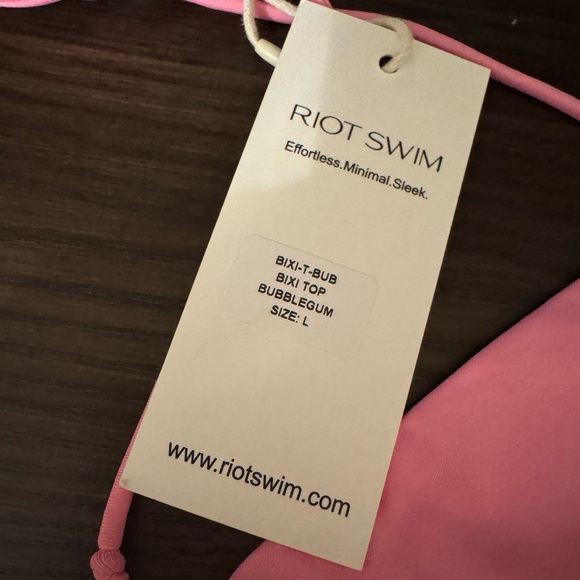 RIOT SWIM
Effortless.Minimal.Sleek.
BIXI-T-BUB
BIXI TOP
BUBBLEGUM
SIZE: L
www.riotswim.com